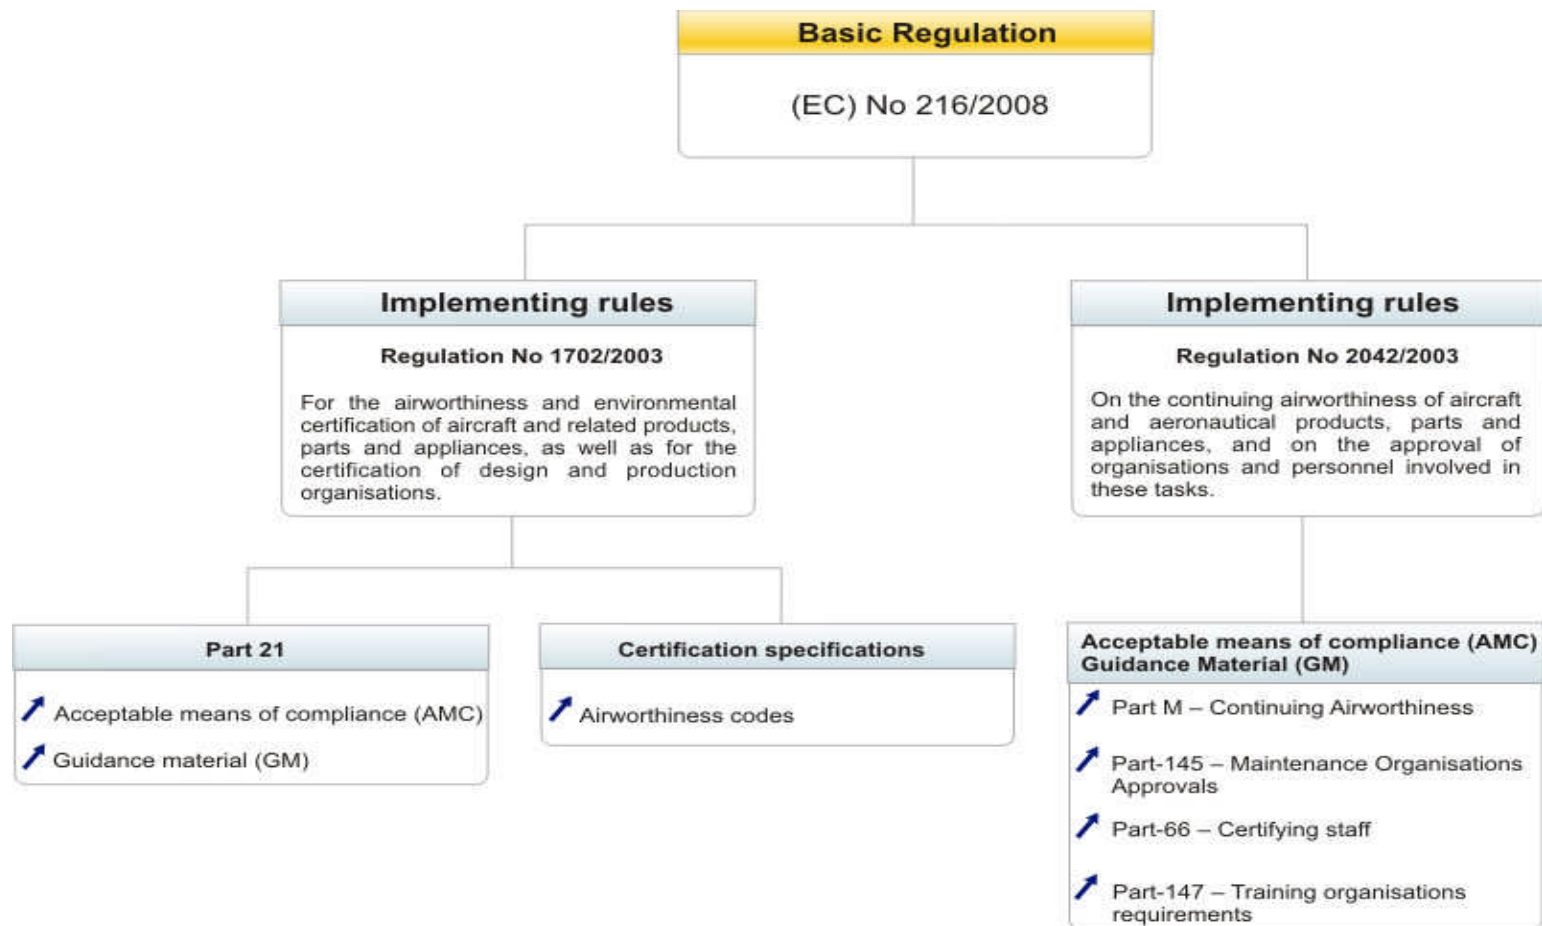 Basic Regulation
(EC) No 216/2008
Implementing rules
Regulation No 1702/2003
For the airworthiness and environmental
certification of aircraft and related products,
parts and appliances, as well as for the
certification of design and production
organisations.
Implementing rules
Regulation No 2042/2003
On the continuing airworthiness of aircraft
and aeronautical products, parts and
appliances, and on the approval of
organisations and personnel involved in
these tasks.
Part 21
Acceptable means of compliance (AMC)
Guidance material (GM)
Certification specifications
Airworthiness codes
Acceptable means of compliance (AMC)
Guidance Material (GM)
Part M – Continuing Airworthiness
Part-145 – Maintenance Organisations
Approvals
Part-66 – Certifying staff
Part-147 – Training organisations
requirements